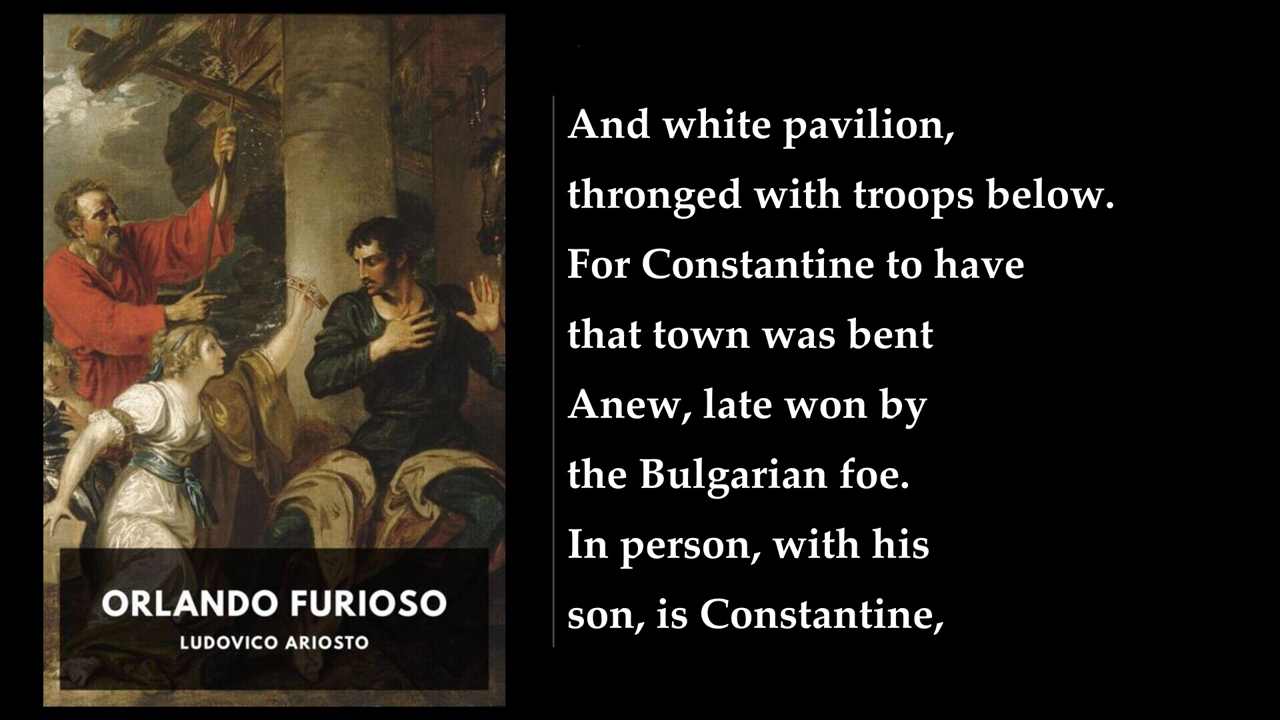 ORLANDO FURIOSO
LUDOVICO ARIOSTO
And white pavilion,
thronged with troops below.
For Constantine to have
that town was bent
Anew, late won by
the Bulgarian foe.
In person, with his
son, is Constantine,